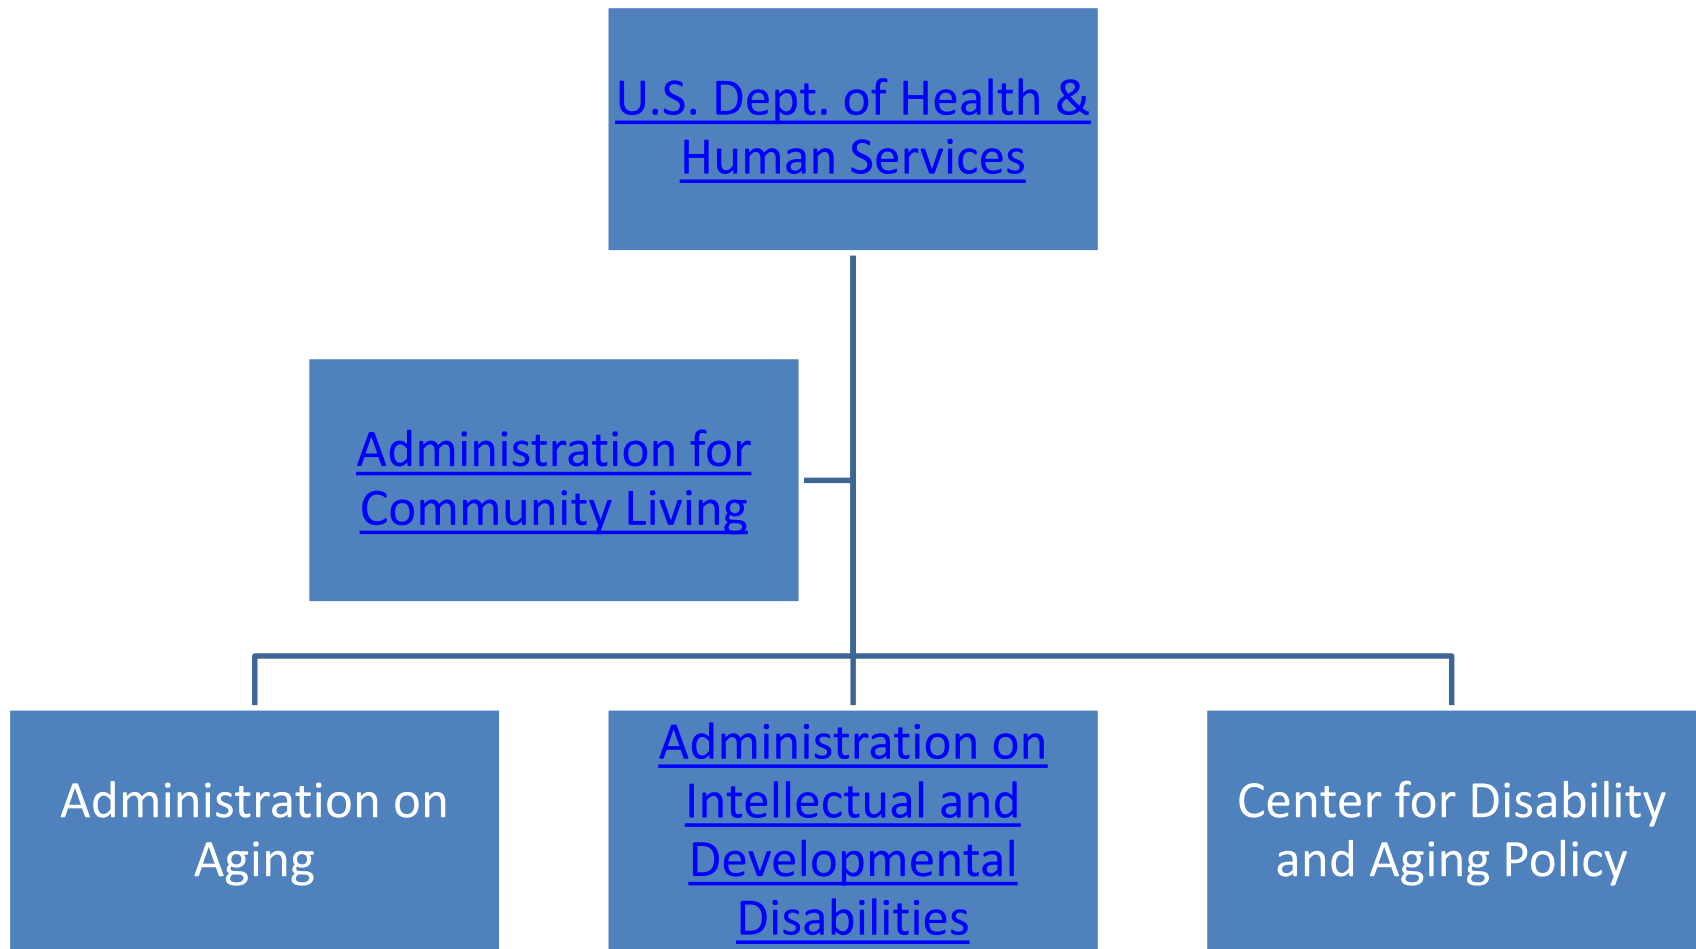 U.S. Dept. of Health &
Human Services
Administration for
Community Living
Administration on
Aging
Administration on
Intellectual and
Developmental
Disabilities
Center for Disability
and Aging Policy